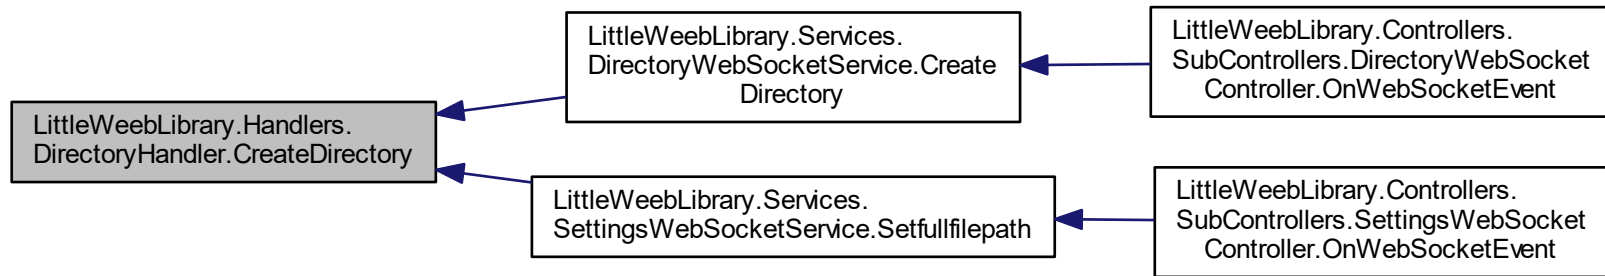 LittleWeebLibrary.Handlers.
DirectoryHandler.CreateDirectory
LittleWeebLibrary.Services.
DirectoryWebSocketService.Create
Directory
LittleWeebLibrary.Controllers.
SubControllers.DirectoryWebSocket
Controller.OnWebSocketEvent
LittleWeebLibrary.Services.
SettingsWebSocketService.Setfullfilepath
LittleWeebLibrary.Controllers.
SubControllers.SettingsWebSocket
Controller.OnWebSocketEvent